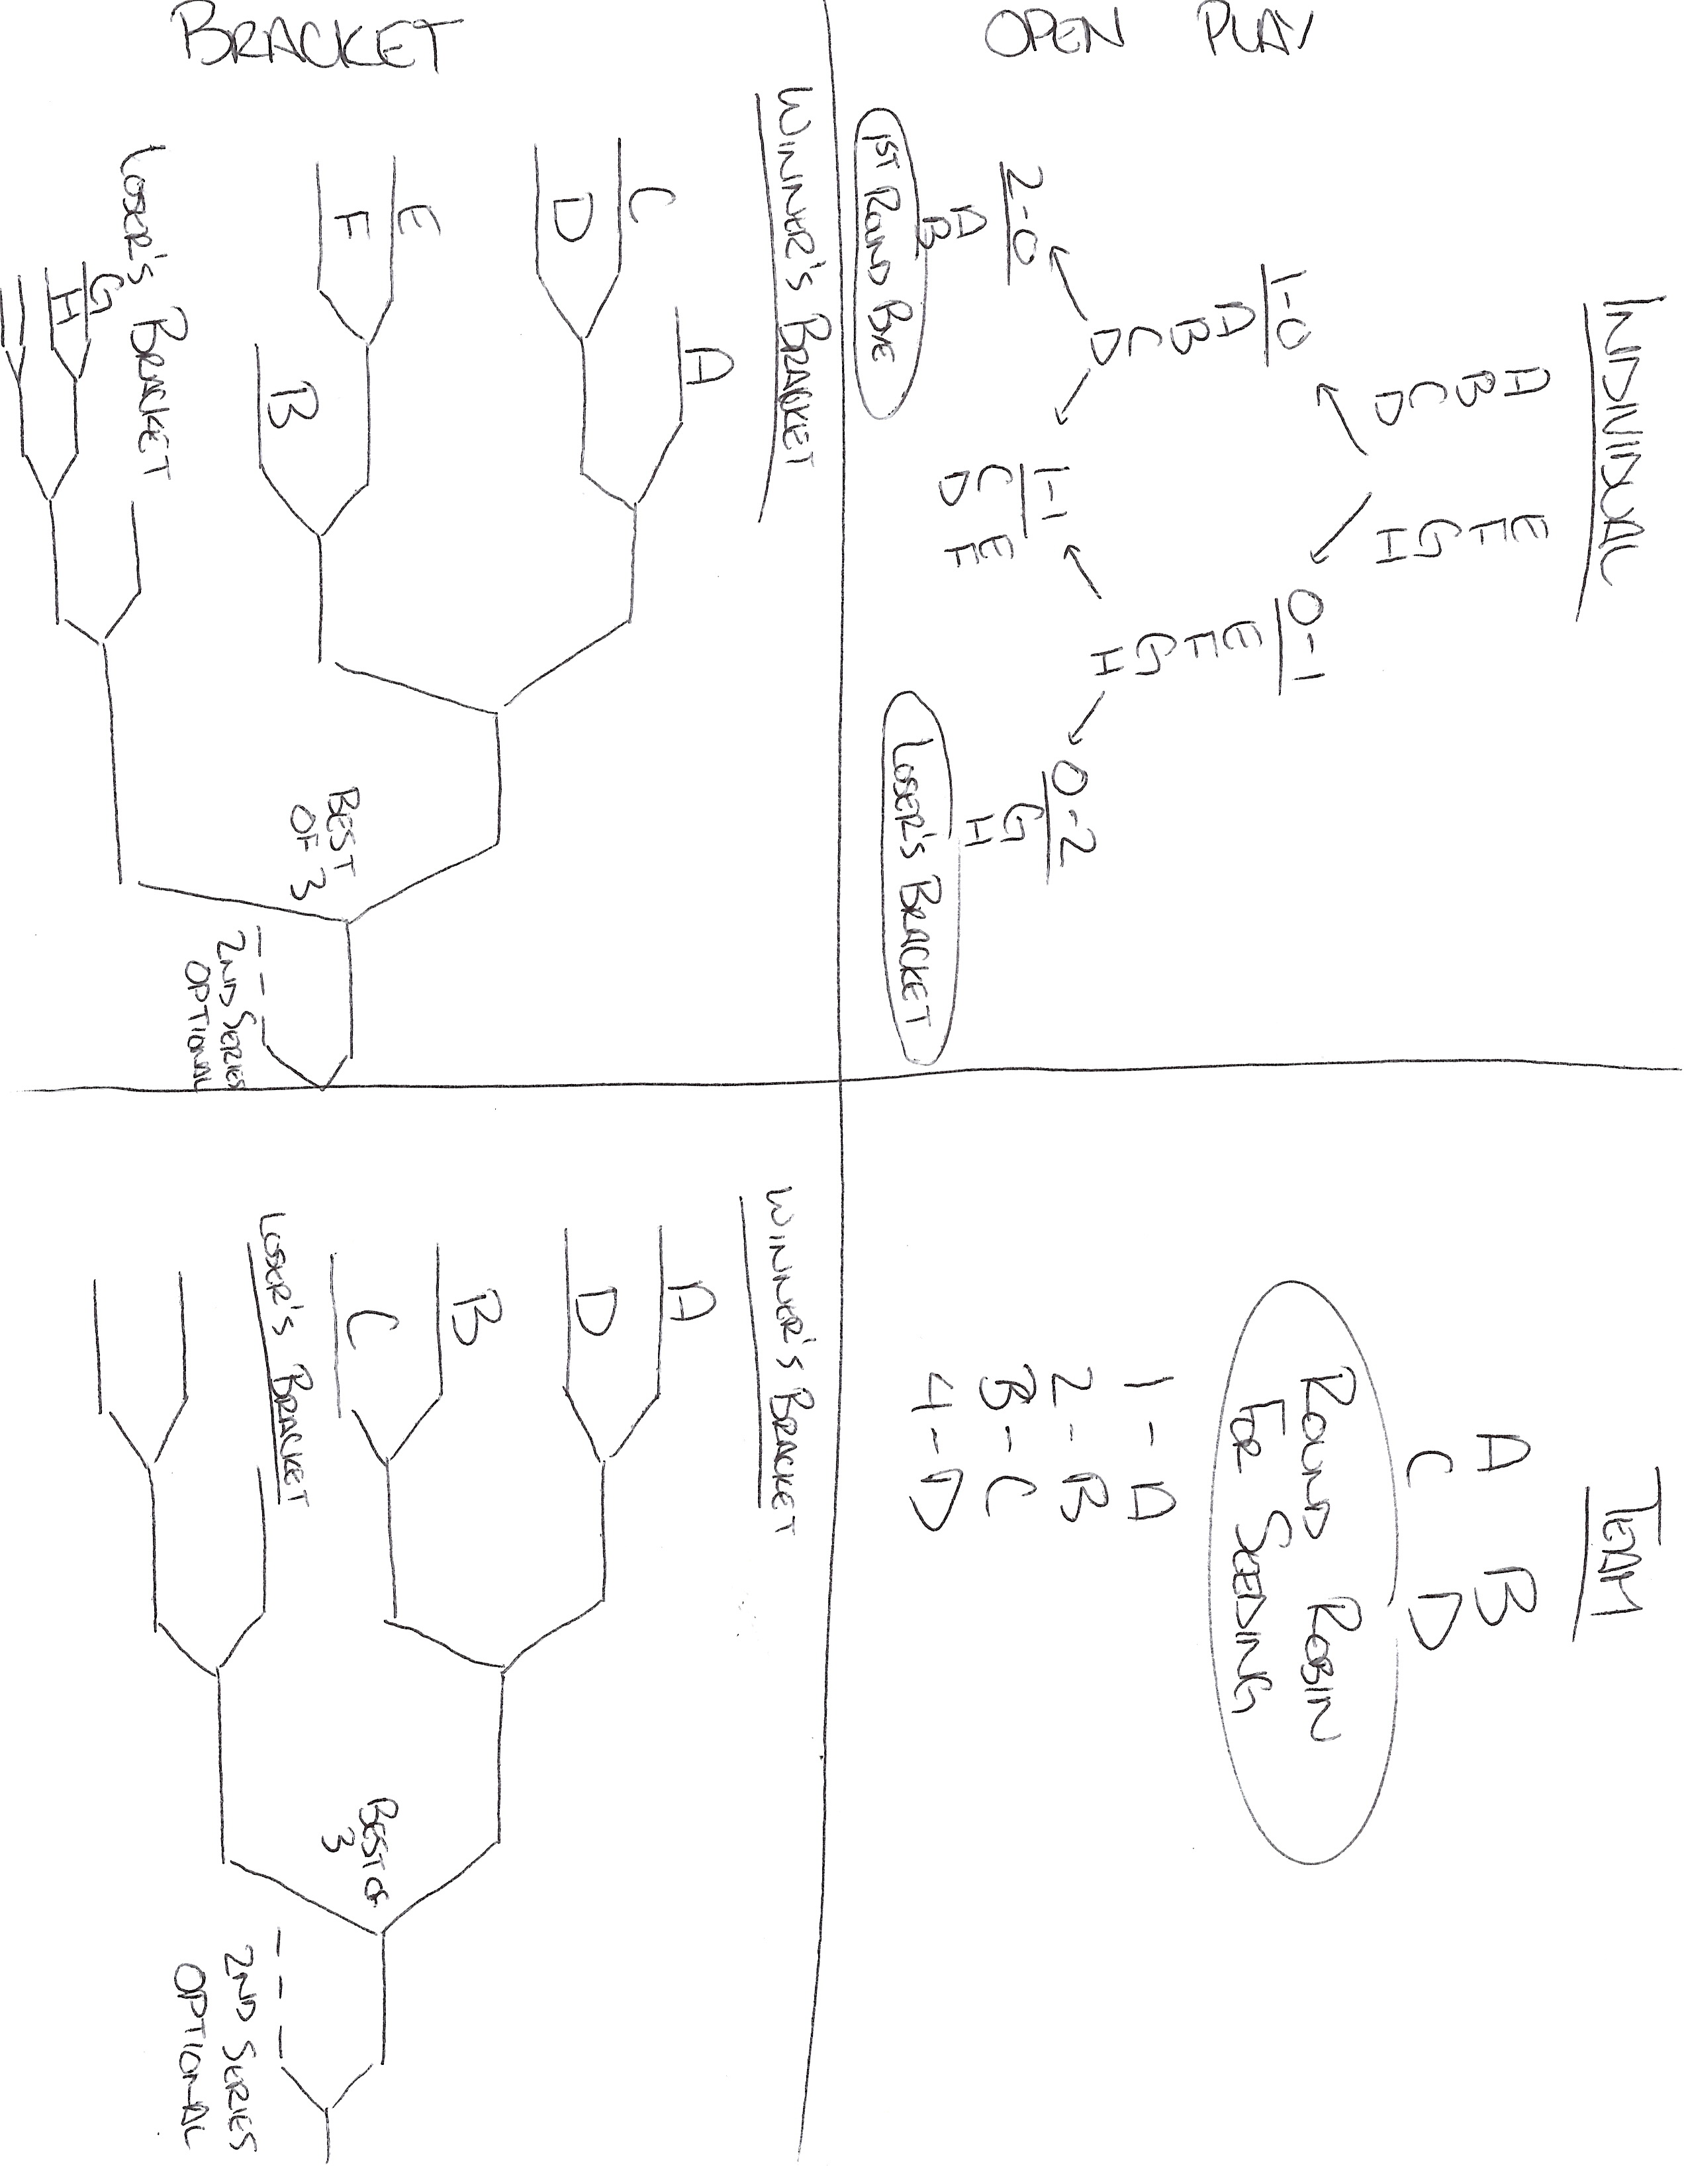 INDIVIDUAL
A E
B F
C G
D H
OPEN PLAY
1-0
A
B
C
D
0-1
E
F
G
H
2-0
A
B
1ST ROUND BYE
1-1
C E
D F
0-2
G
H
LOSER'S BRACKET
TEAM
A B
C D
ROUND ROBIN
FOR SEEDING
1 - A
2 - B
3 - C
4 - D
BRACKET
WINNER'S BRACKET
A
C
D
E
F
B
BEST
OF 3
2ND SERIES
OPTIONAL
LOSER'S BRACKET
G
H
WINNER'S BRACKET
A
D
B
C
BEST OF
3
LOSER'S BRACKET
2ND SERIES
OPTIONAL